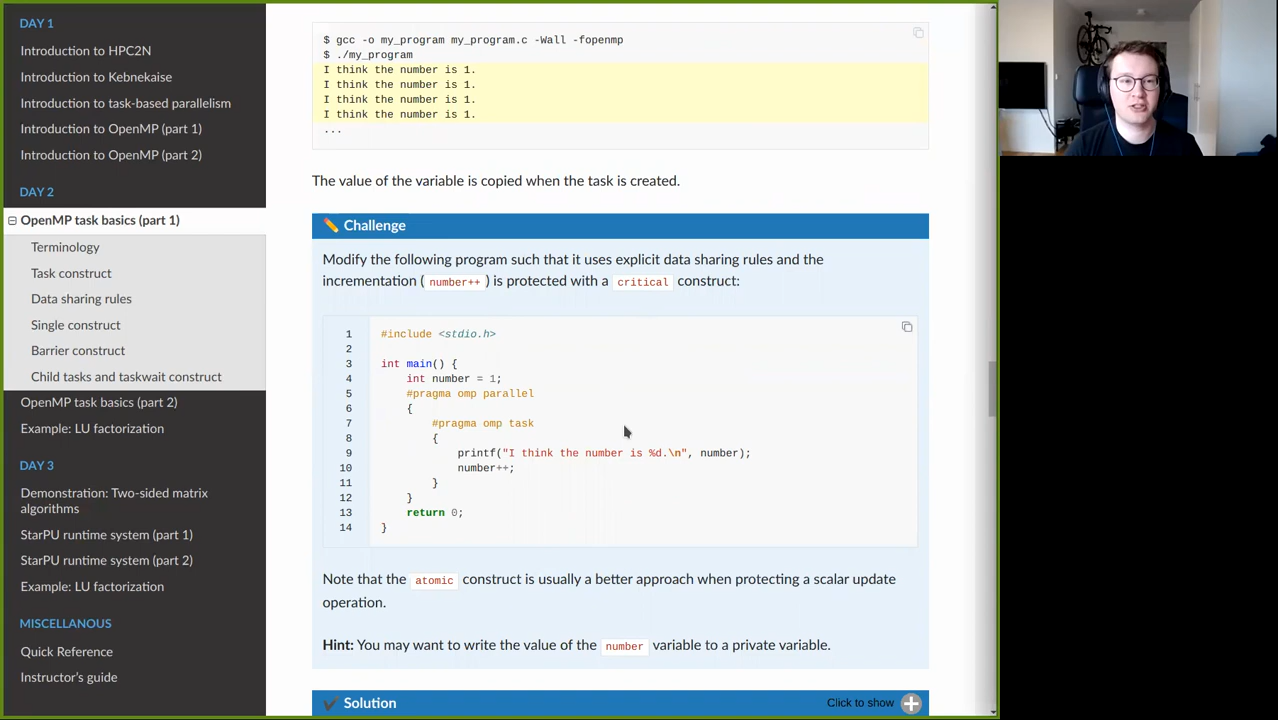 DAY 1
Introduction to HPC2N
Introduction to Kebnekaise
Introduction to task-based parallelism
Introduction to OpenMP (part 1)
Introduction to OpenMP (part 2)
DAY 2
OpenMP task basics (part 1)
Terminology
Task construct
Data sharing rules
Single construct
Barrier construct
Child tasks and taskwait construct
OpenMP task basics (part 2)
Example: LU factorization
DAY 3
Demonstration: Two-sided matrix
algorithms
StarPU runtime system (part 1)
StarPU runtime system (part 2)
Example: LU factorization
MISCELLANOUS
Quick Reference
Instructor's guide
$ gcc -o my_program my_program.c -Wall -fopenmp
$ ./my_program
I think the number is 1.
I think the number is 1.
I think the number is 1.
I think the number is 1.
...
The value of the variable is copied when the task is created.
Challenge
Modify the following program such that it uses explicit data sharing rules and the
incrementation ( number++ ) is protected with a critical construct:
1 #include <stdio.h>
2
3 int main() {
4     int number = 1;
5     #pragma omp parallel
6     {
7         #pragma omp task
8         {
9             printf("I think the number is %d.\n", number);
10             number++;
11         }
12     }
13     return 0;
14 }
Note that the atomic construct is usually a better approach when protecting a scalar update
operation.
Hint: You may want to write the value of the number variable to a private variable.
Solution
Click to show